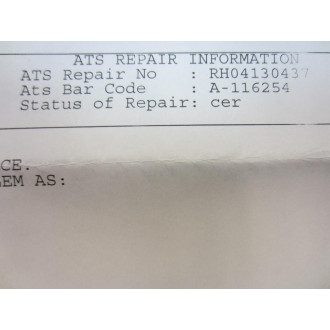 ATS REPAIR INFORMATION
ATS Repair No : RH04130437
Ats Bar Code : A-116254
Status of Repair: cer
CE.
EM AS: